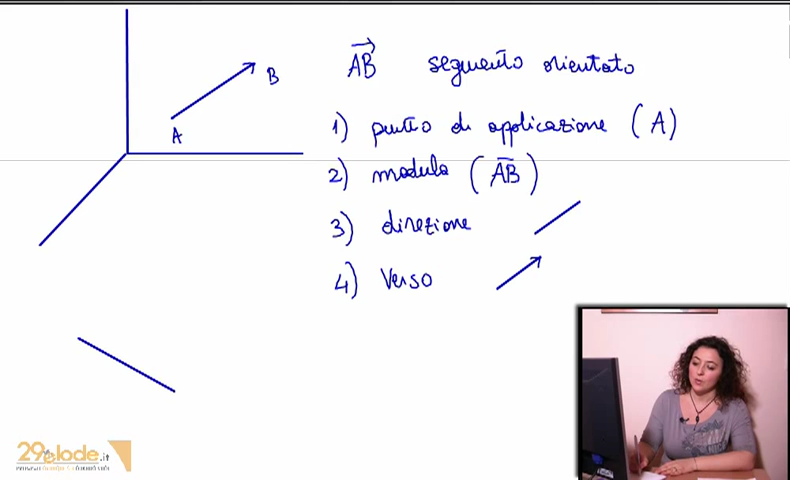 AB segmento orientato
1) punto di applicazione (A)
2) modulo (AB)
3) direzione
4) Verso
A
B
29elode.it